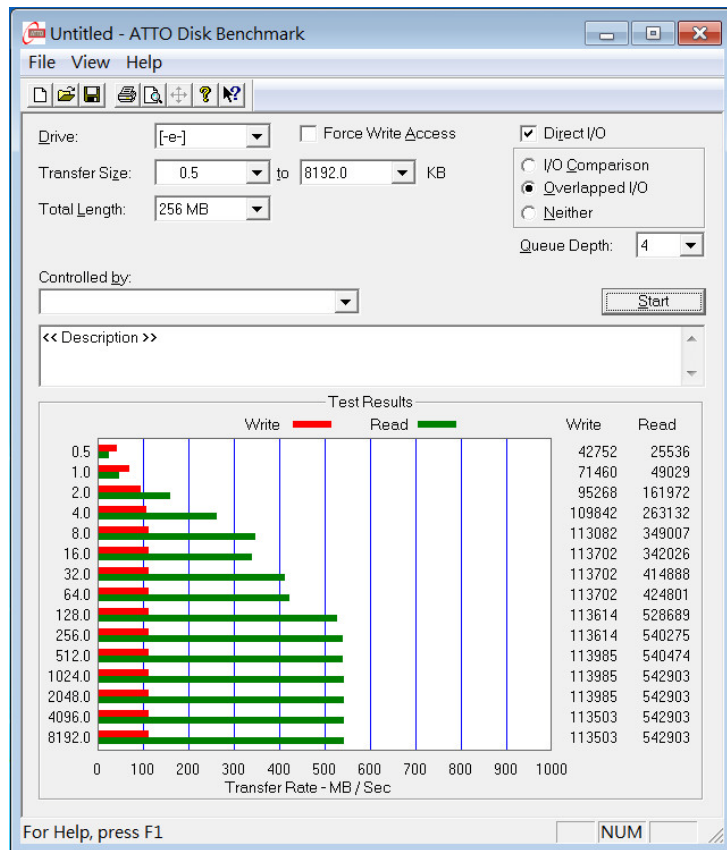 Untitled - ATTO Disk Benchmark
File View Help
Drive: [-e-] Force Write Access Direct I/O
Transfer Size: 0.5 to 8192.0 KB I/O Comparison
Overlapped I/O
Total Length: 256 MB Neither
Queue Depth: 4
Controlled by:
Start
<< Description >>
Test Results
Write Read Write Read
0.5 42752 25536
1.0 71460 49029
2.0 95268 161972
4.0 109842 263132
8.0 113082 349007
16.0 113702 342026
32.0 113702 414888
64.0 113702 424801
128.0 113614 528689
256.0 113614 540275
512.0 113985 540474
1024.0 113985 542903
2048.0 113985 542903
4096.0 113503 542903
8192.0 113503 542903
0 100 200 300 400 500 600 700 800 900 1000
Transfer Rate - MB / Sec
For Help, press F1 NUM